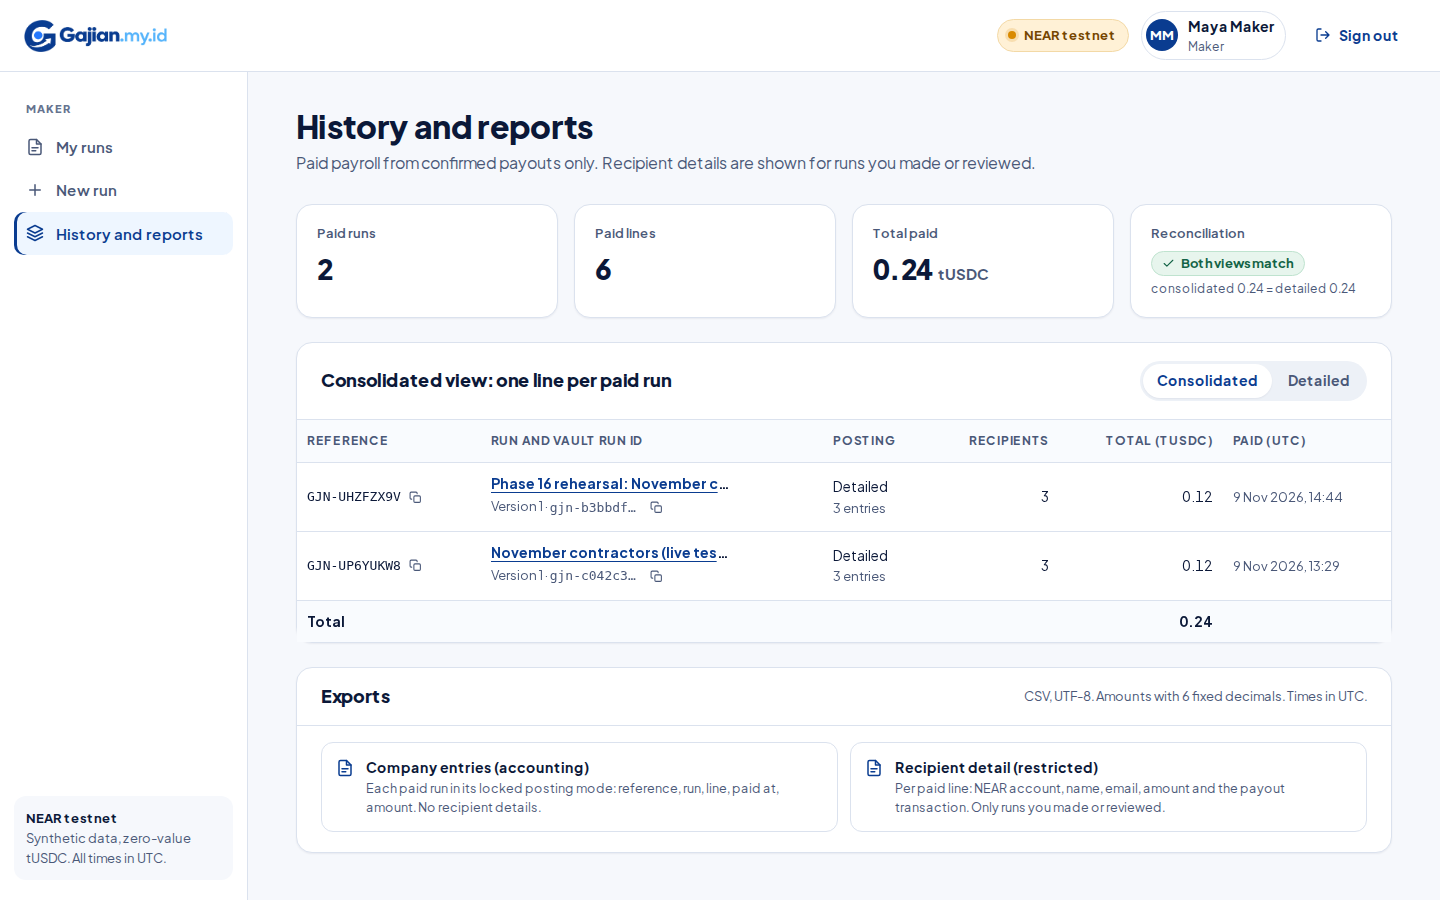 Gajian.my.id
NEAR testnet
MM
Maya Maker
Maker
Sign out
MAKER
My runs
New run
History and reports
NEAR testnet
Synthetic data, zero-value
tUSDC. All times in UTC.
History and reports
Paid payroll from confirmed payouts only. Recipient details are shown for runs you made or reviewed.
Paid runs
2
Paid lines
6
Total paid
0.24 tUSDC
Reconciliation
Both views match
consolidated 0.24 = detailed 0.24
Consolidated view: one line per paid run
Consolidated
Detailed
REFERENCE RUN AND VAULT RUN ID POSTING RECIPIENTS TOTAL (TUSDC) PAID (UTC)
GJN-UHZFZX9V
Phase 16 rehearsal: November c…
Version 1 · gjn-b3bbdf…
Detailed
3 entries
3
0.12
9 Nov 2026, 14:44
GJN-UP6YUKW8
November contractors (live tes…
Version 1 · gjn-c042c3…
Detailed
3 entries
3
0.12
9 Nov 2026, 13:29
Total 0.24
Exports
CSV, UTF-8. Amounts with 6 fixed decimals. Times in UTC.
Company entries (accounting)
Each paid run in its locked posting mode: reference, run, line, paid at,
amount. No recipient details.
Recipient detail (restricted)
Per paid line: NEAR account, name, email, amount and the payout
transaction. Only runs you made or reviewed.